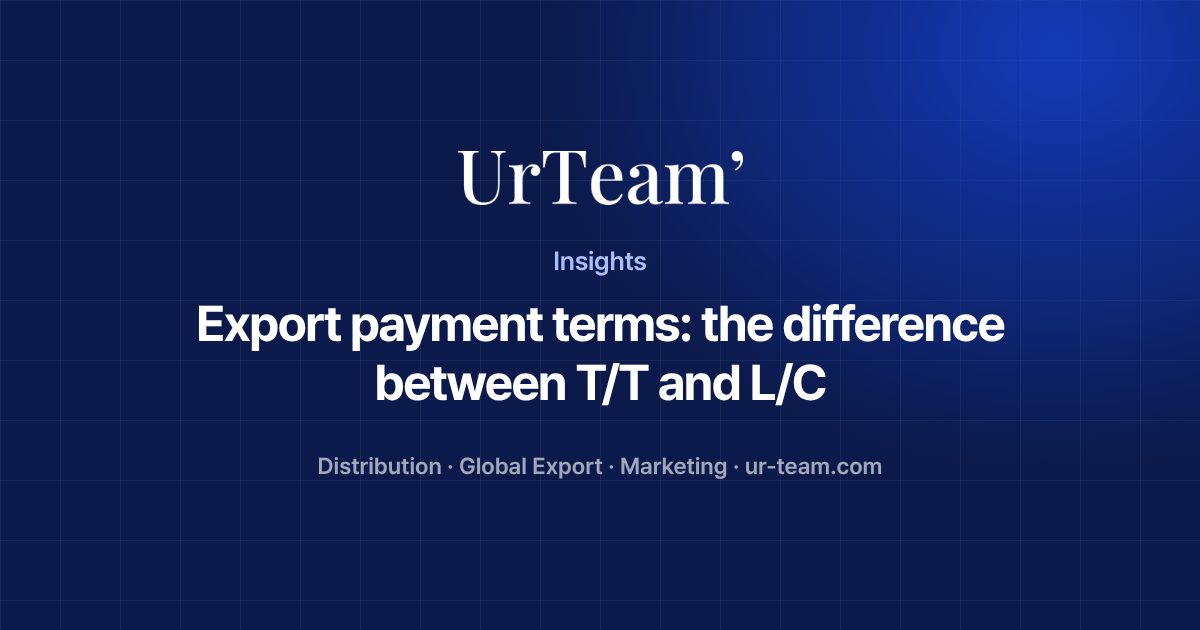 UrTeam’
Insights
Export payment terms: the difference
between T/T and L/C
Distribution · Global Export · Marketing · ur-team.com